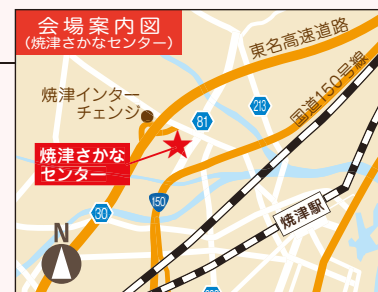 会場案内図
(焼津さかなセンター)
東名高速道路
国道150号線
焼津インター
チェンジ
213
81
焼津さかな
センター
150
30
焼津駅
N